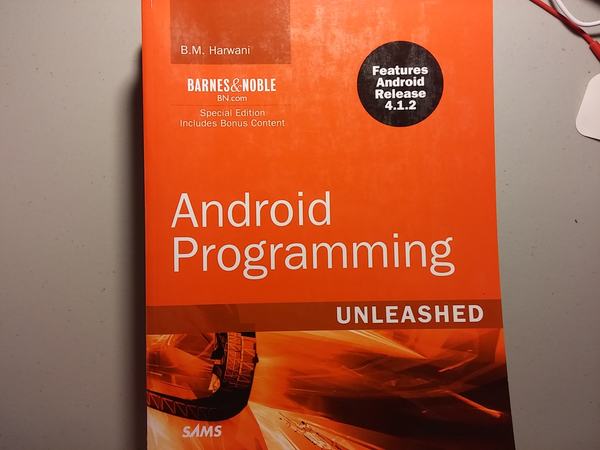 B.M. Harwani
BARNES&NOBLE
BN.com
Special Edition
Includes Bonus Content
Features
Android
Release
4.1.2
Android
Programming
UNLEASHED
SAMS